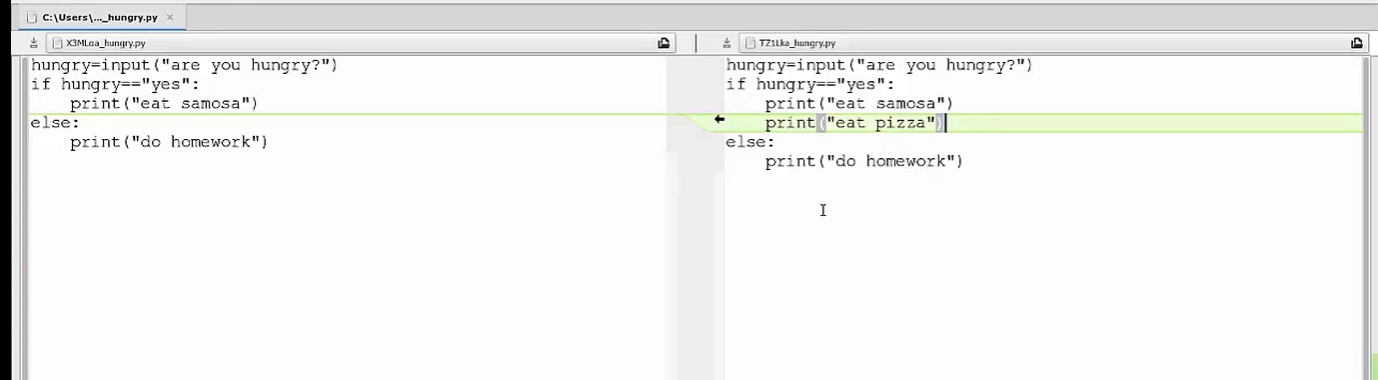 C:\Users\..._hungry.py ×
X3MLoa_hungry.py
hungry=input("are you hungry?")
if hungry=="yes":
    print("eat samosa")
else:
    print("do homework")
TZ1Lka_hungry.py
hungry=input("are you hungry?")
if hungry=="yes":
    print("eat samosa")
    print("eat pizza")
else:
    print("do homework")